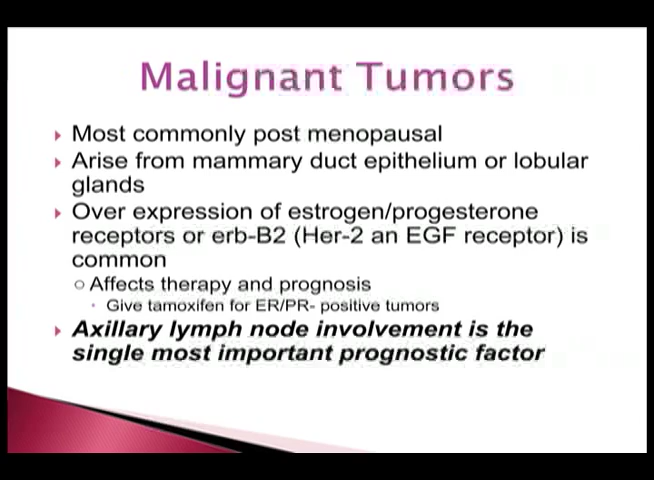 Malignant Tumors
Most commonly post menopausal
Arise from mammary duct epithelium or lobular
glands
Over expression of estrogen/progesterone
receptors or erb-B2 (Her-2 an EGF receptor) is
common
Affects therapy and prognosis
Give tamoxifen for ER/PR- positive tumors
Axillary lymph node involvement is the
single most important prognostic factor